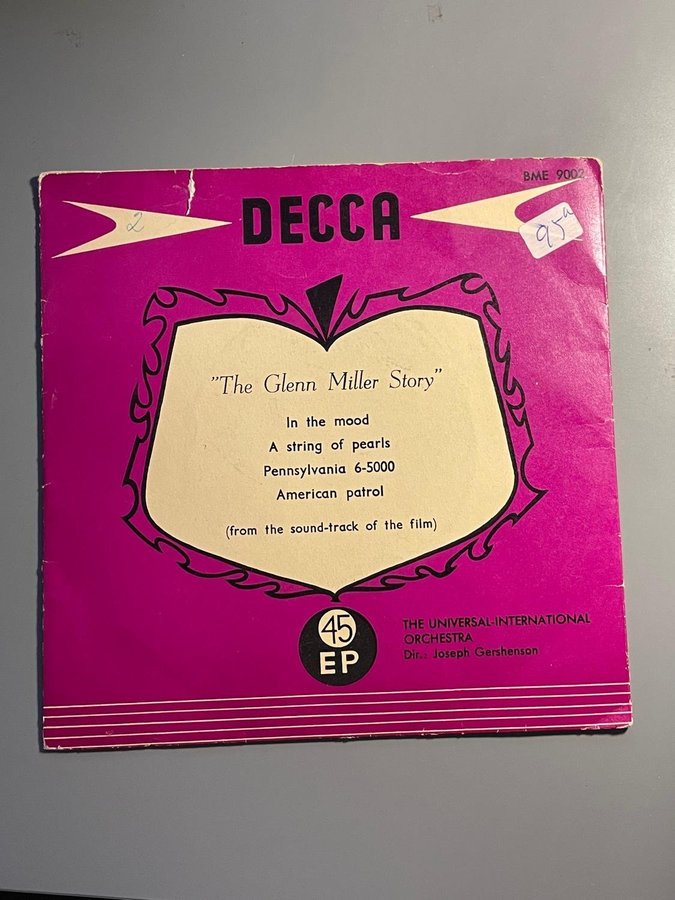 BME 9002
DECCA
2
"The Glenn Miller Story"
In the mood
A string of pearls
Pennsylvania 6-5000
American patrol
(from the sound-track of the film)
45
EP
THE UNIVERSAL-INTERNATIONAL
ORCHESTRA
Dir.: Joseph Gershenson